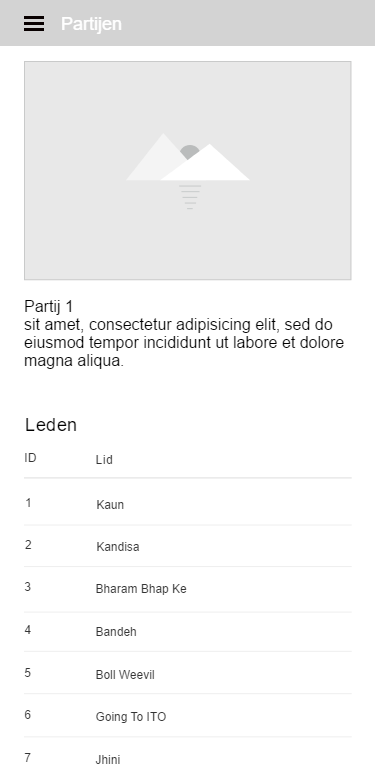 Partijen
Partij 1
sit amet, consectetur adipisicing elit, sed do
eiusmod tempor incididunt ut labore et dolore
magna aliqua.
Leden
ID Lid
1 Kaun
2 Kandisa
3 Bharam Bhap Ke
4 Bandeh
5 Boll Weevil
6 Going To ITO
7 Jhini